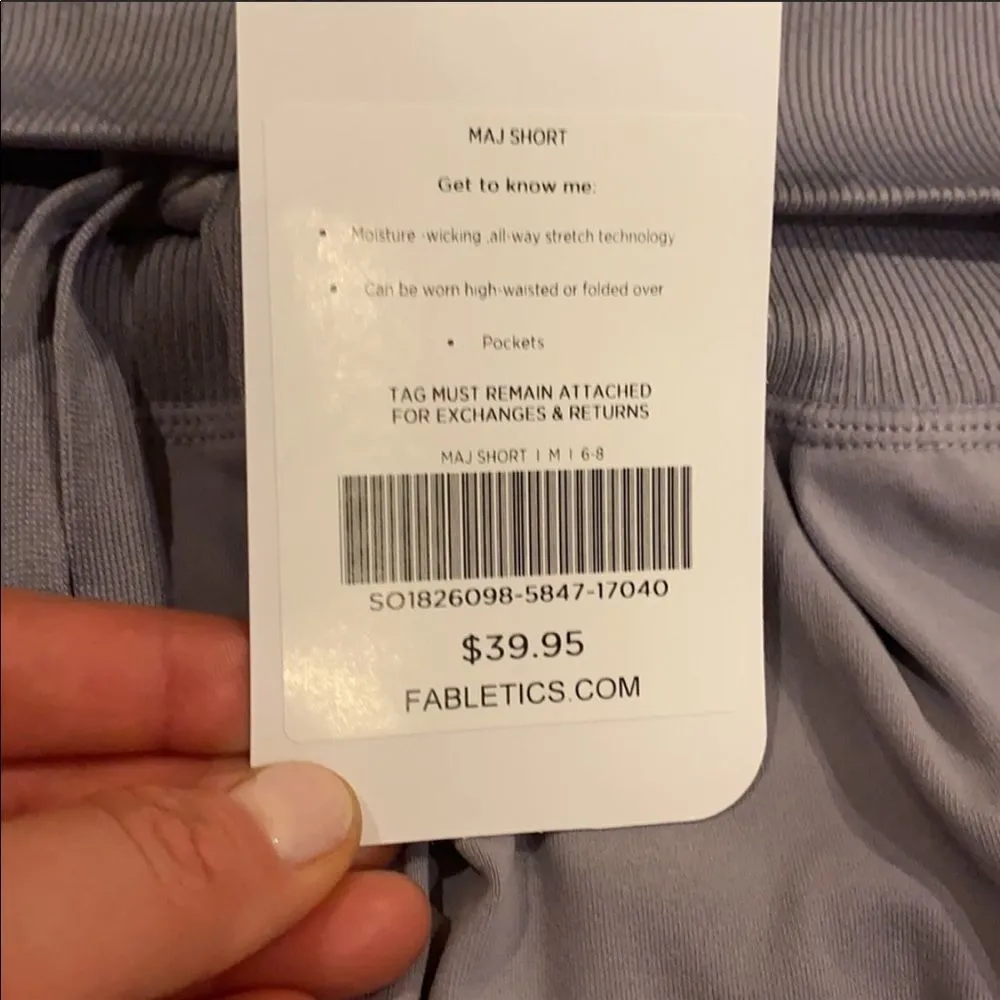 MAJ SHORT
Get to know me:
• Moisture -wicking ,all-way stretch technology
• Can be worn high-waisted or folded over
• Pockets
TAG MUST REMAIN ATTACHED
FOR EXCHANGES & RETURNS
MAJ SHORT | M | 6-8
SO1826098-5847-17040
$39.95
FABLETICS.COM